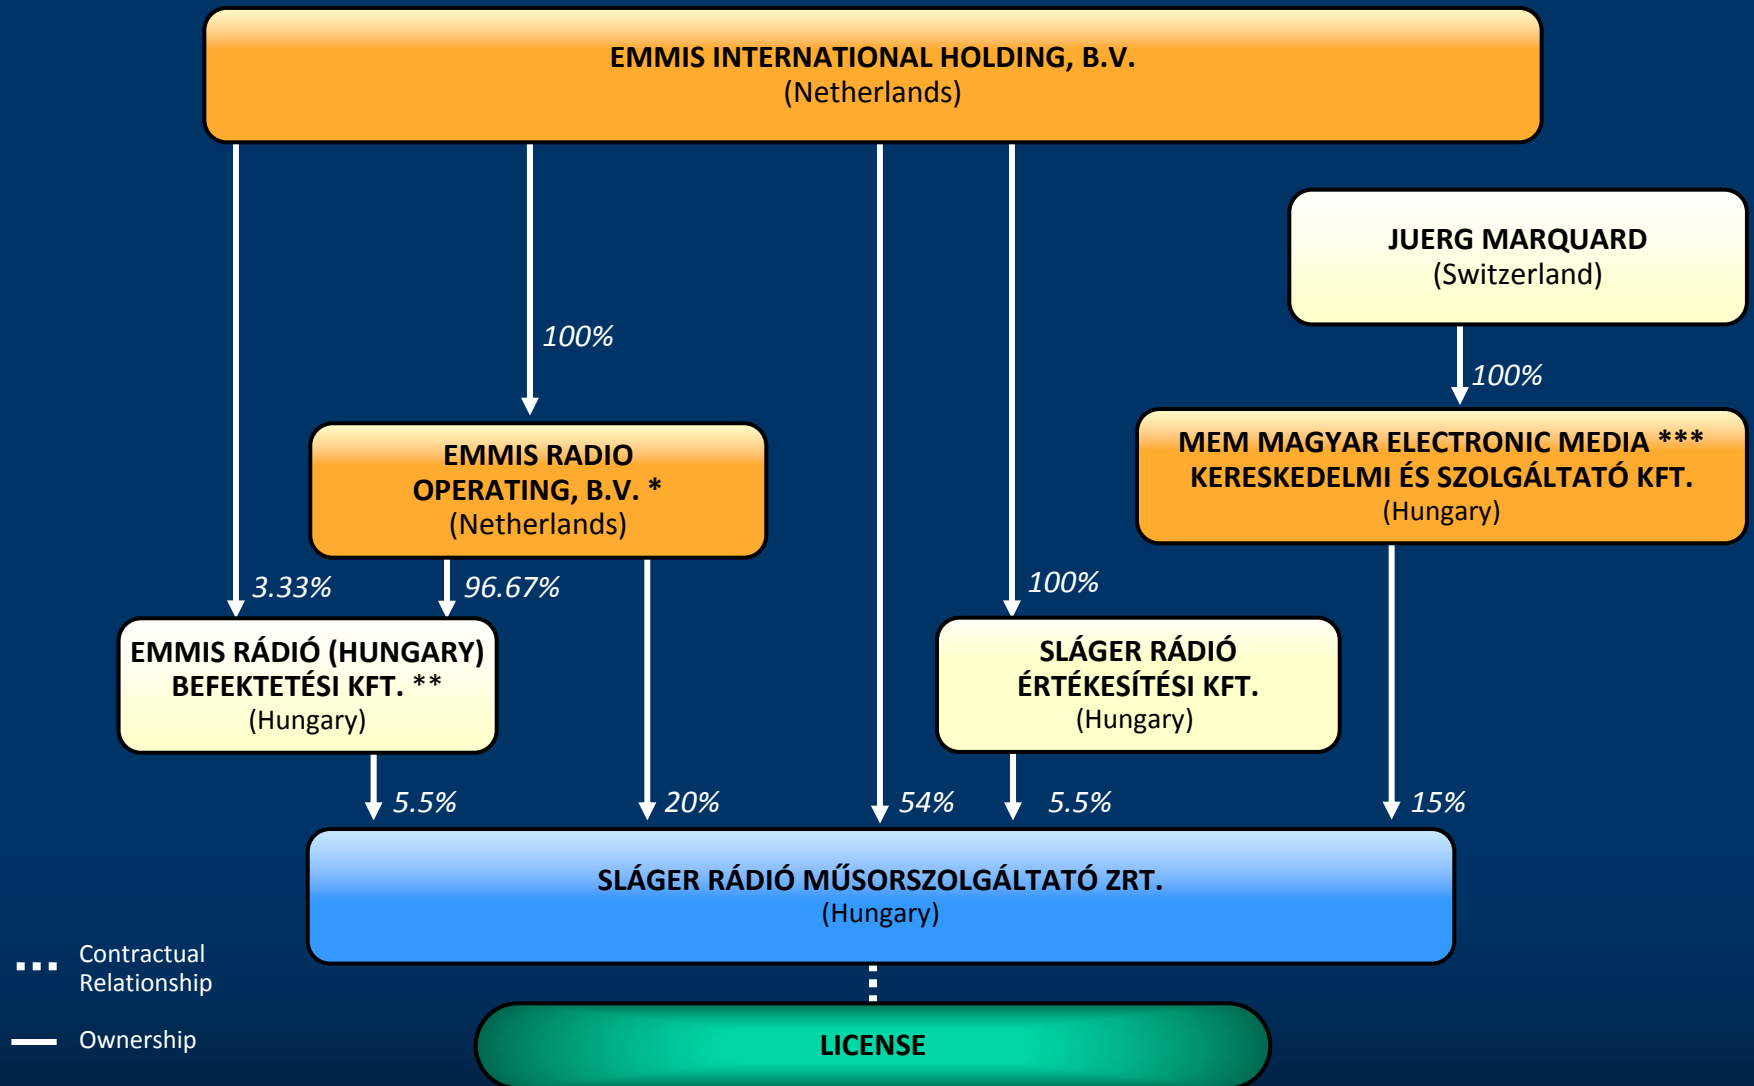 EMMIS INTERNATIONAL HOLDING, B.V.
(Netherlands)
JUERG MARQUARD
(Switzerland)
100%
100%
EMMIS RADIO
OPERATING, B.V. *
(Netherlands)
MEM MAGYAR ELECTRONIC MEDIA ***
KERESKEDELMI ÉS SZOLGÁLTATÓ KFT.
(Hungary)
3.33%
96.67%
100%
EMMIS RÁDIÓ (HUNGARY)
BEFEKTETÉSI KFT. **
(Hungary)
SLÁGER RÁDIÓ
ÉRTÉKESÍTÉSI KFT.
(Hungary)
5.5%
20%
54%
5.5%
15%
SLÁGER RÁDIÓ MŰSORSZOLGÁLTATÓ ZRT.
(Hungary)
Contractual
Relationship
Ownership
LICENSE